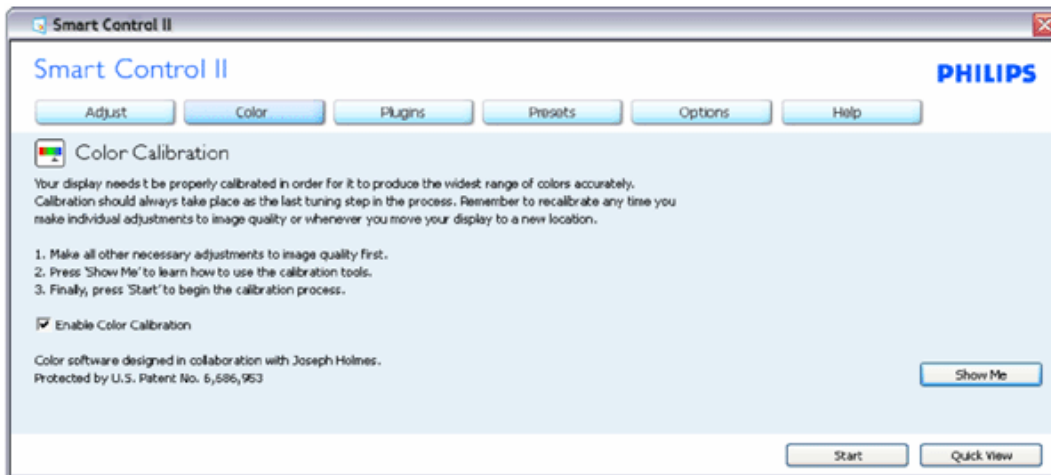 Smart Control II
Smart Control II
PHILIPS
Adjust
Color
Plugins
Presets
Options
Help
Color Calibration
Your display needs t be properly calibrated in order for it to produce the widest range of colors accurately.
Calibration should always take place as the last tuning step in the process. Remember to recalibrate any time you
make individual adjustments to image quality or whenever you move your display to a new location.
1. Make all other necessary adjustments to image quality first.
2. Press 'Show Me' to learn how to use the calibration tools.
3. Finally, press 'Start' to begin the calibration process.
Enable Color Calibration
Color software designed in collaboration with Joseph Holmes.
Protected by U.S. Patent No. 6,686,953
Show Me
Start
Quick View